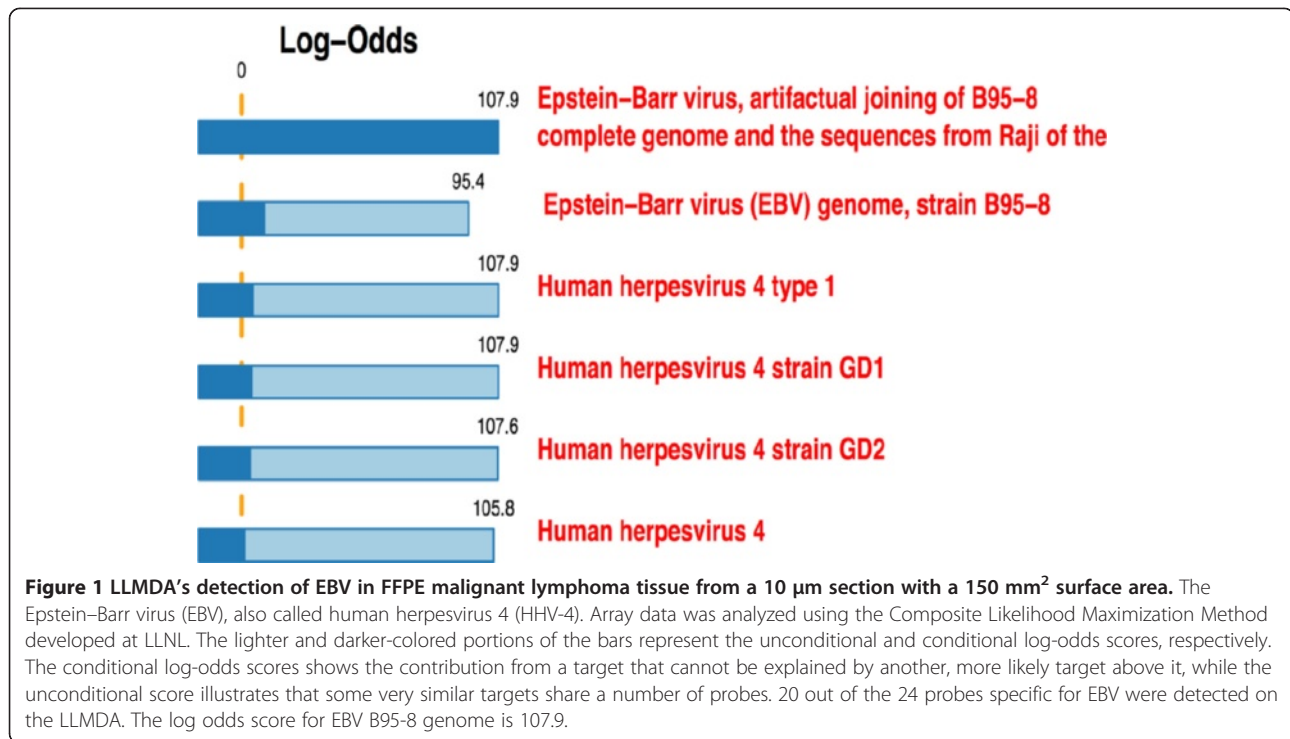 Log–Odds
0
107.9
Epstein–Barr virus, artifactual joining of B95–8
complete genome and the sequences from Raji of the
95.4
Epstein–Barr virus (EBV) genome, strain B95–8
107.9
Human herpesvirus 4 type 1
107.9
Human herpesvirus 4 strain GD1
107.6
Human herpesvirus 4 strain GD2
105.8
Human herpesvirus 4
Figure 1 LLMDA's detection of EBV in FFPE malignant lymphoma tissue from a 10 μm section with a 150 mm² surface area. The
Epstein–Barr virus (EBV), also called human herpesvirus 4 (HHV-4). Array data was analyzed using the Composite Likelihood Maximization Method
developed at LLNL. The lighter and darker-colored portions of the bars represent the unconditional and conditional log-odds scores, respectively.
The conditional log-odds scores shows the contribution from a target that cannot be explained by another, more likely target above it, while the
unconditional score illustrates that some very similar targets share a number of probes. 20 out of the 24 probes specific for EBV were detected on
the LLMDA. The log odds score for EBV B95-8 genome is 107.9.